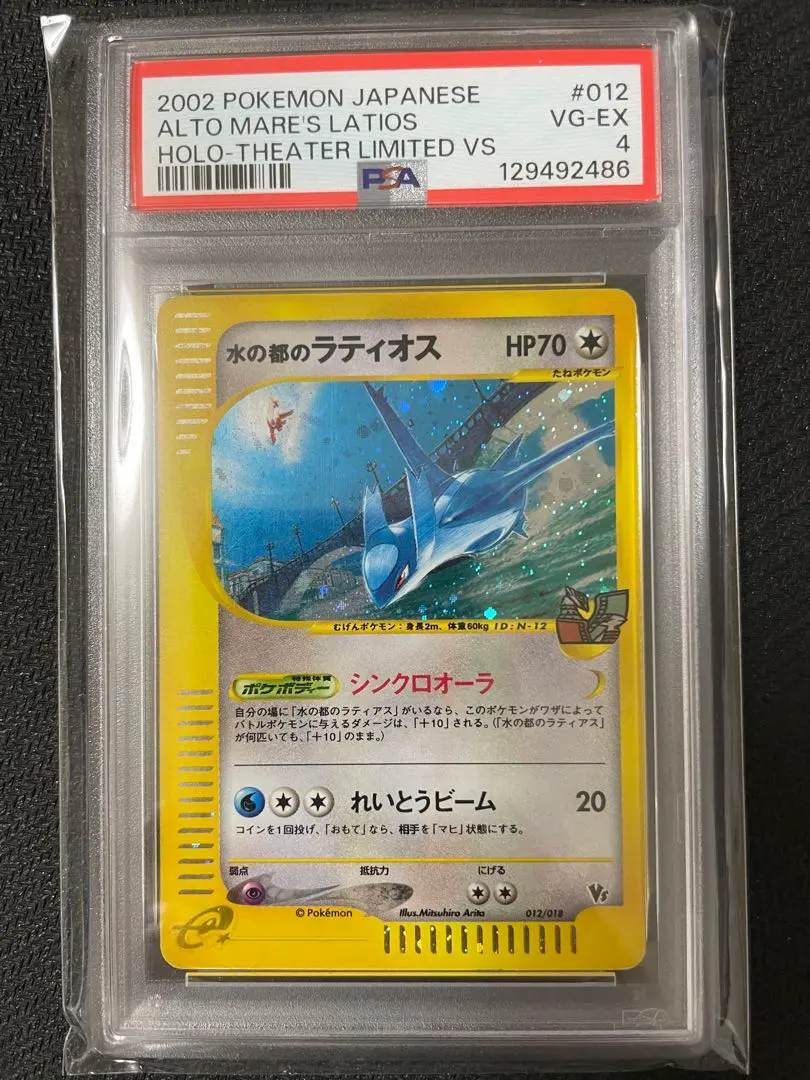 2002 POKEMON JAPANESE #012
ALTO MARE'S LATIOS VG-EX
HOLO-THEATER LIMITED VS 4
PSA 129492486
水の都のラティオス HP70
たねポケモン
むげんポケモン：身長2m、体重60kg ID:N-12
特殊体質
ポケボディー シンクロオーラ
自分の場に「水の都のラティアス」がいるなら、このポケモンがワザによって
バトルポケモンに与えるダメージは、「＋10」される。（「水の都のラティアス」
が何匹いても、「＋10」のまま。）
れいとうビーム 20
コインを1回投げ、「おもて」なら、相手を「マヒ」状態にする。
弱点 抵抗力 にげる
Vs
©Pokémon Illus.Mitsuhiro Arita 012/018
e
PSA